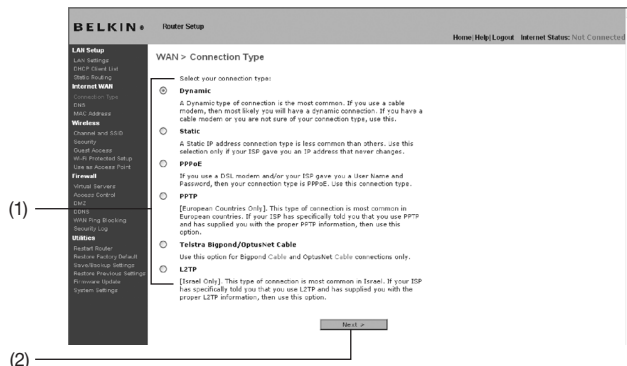 BELKIN
Router Setup
Home|Help|Logout Internet Status: Not Connected
LAN Setup
LAN Settings
DHCP Client List
Static Routing
Internet WAN
Connection Type
DNS
MAC Address
Wireless
Channel and SSID
Security
Guest Access
Wi-Fi Protected Setup
Use as Access Point
Firewall
Virtual Servers
Access Control
DMZ
DDNS
WAN Ping Blocking
Security Log
Utilities
Restart Router
Restore Factory Default
Save/Backup Settings
Restore Previous Settings
Firmware Update
System Settings
WAN > Connection Type
Select your connection type:
Dynamic
A Dynamic type of connection is the most common. If you use a cable
modem, then most likely you will have a dynamic connection. If you have a
cable modem or you are not sure of your connection type, use this.
Static
A Static IP address connection type is less common than others. Use this
selection only if your ISP gave you an IP address that never changes.
PPPoE
If you use a DSL modem and/or your ISP gave you a User Name and
Password, then your connection type is PPPoE. Use this connection type.
PPTP
[European Countries Only]. This type of connection is most common in
European countries. If your ISP has specifically told you that you use PPTP
and has supplied you with the proper PPTP information, then use this
option.
Telstra Bigpond/OptusNet Cable
Use this option for Bigpond Cable and OptusNet Cable connections only.
L2TP
[Israel Only]. This type of connection is most common in Israel. If your ISP
has specifically told you that you use L2TP and has supplied you with the
proper L2TP information, then use this option.
Next >
(1)
(2)